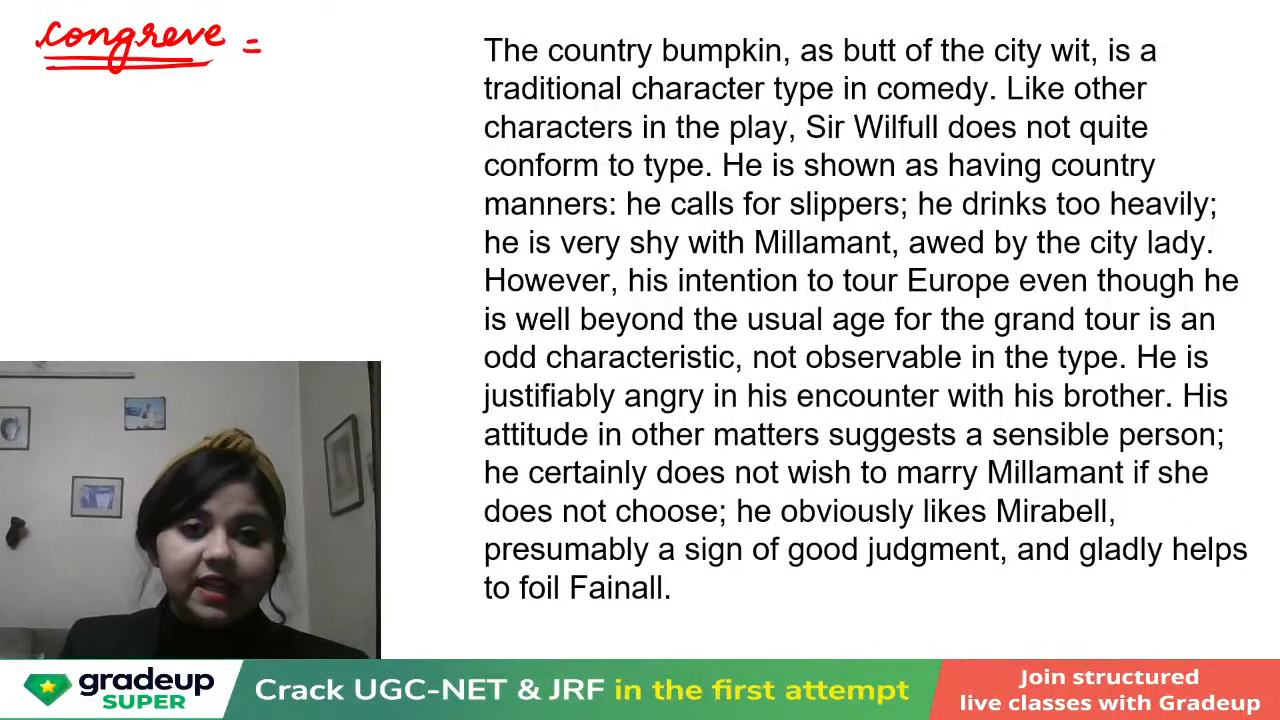 congreve =
The country bumpkin, as butt of the city wit, is a
traditional character type in comedy. Like other
characters in the play, Sir Wilfull does not quite
conform to type. He is shown as having country
manners: he calls for slippers; he drinks too heavily;
he is very shy with Millamant, awed by the city lady.
However, his intention to tour Europe even though he
is well beyond the usual age for the grand tour is an
odd characteristic, not observable in the type. He is
justifiably angry in his encounter with his brother. His
attitude in other matters suggests a sensible person;
he certainly does not wish to marry Millamant if she
does not choose; he obviously likes Mirabell,
presumably a sign of good judgment, and gladly helps
to foil Fainall.
gradeup
SUPER
Crack UGC-NET & JRF in the first attempt
Join structured
live classes with Gradeup